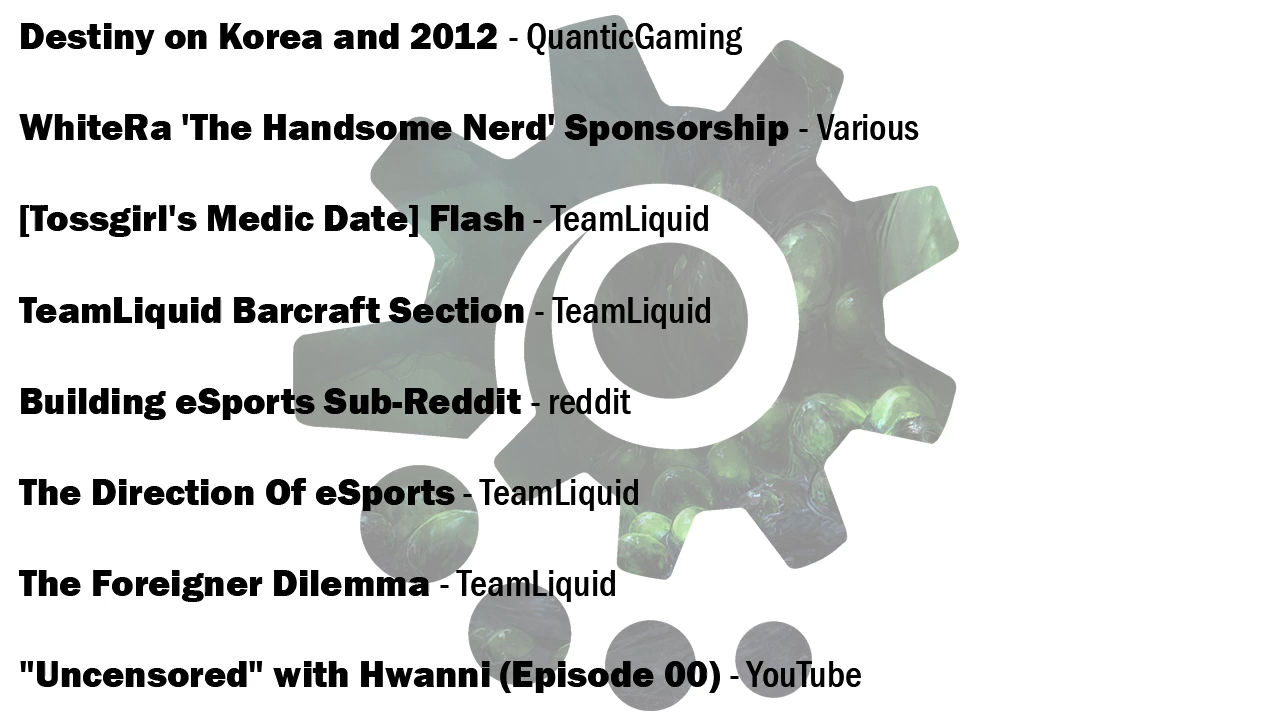 Destiny on Korea and 2012 - QuanticGaming
WhiteRa 'The Handsome Nerd' Sponsorship - Various
[Tossgirl's Medic Date] Flash - TeamLiquid
TeamLiquid Barcraft Section - TeamLiquid
Building eSports Sub-Reddit - reddit
The Direction Of eSports - TeamLiquid
The Foreigner Dilemma - TeamLiquid
"Uncensored" with Hwanni (Episode 00) - YouTube